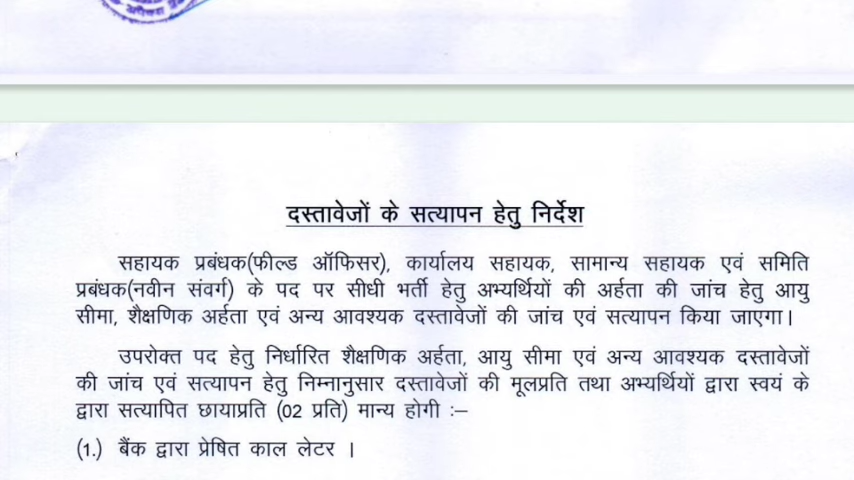 दस्तावेजों के सत्यापन हेतु निर्देश
सहायक प्रबंधक(फील्ड ऑफिसर), कार्यालय सहायक, सामान्य सहायक एवं समिति
प्रबंधक(नवीन संवर्ग) के पद पर सीधी भर्ती हेतु अभ्यर्थियों की अर्हता की जांच हेतु आयु
सीमा, शैक्षणिक अर्हता एवं अन्य आवश्यक दस्तावेजों की जांच एवं सत्यापन किया जाएगा।
उपरोक्त पद हेतु निर्धारित शैक्षणिक अर्हता, आयु सीमा एवं अन्य आवश्यक दस्तावेजों
की जांच एवं सत्यापन हेतु निम्नानुसार दस्तावेजों की मूलप्रति तथा अभ्यर्थियों द्वारा स्वयं के
द्वारा सत्यापित छायाप्रति (02 प्रति) मान्य होगी :–
(1.) बैंक द्वारा प्रेषित काल लेटर ।